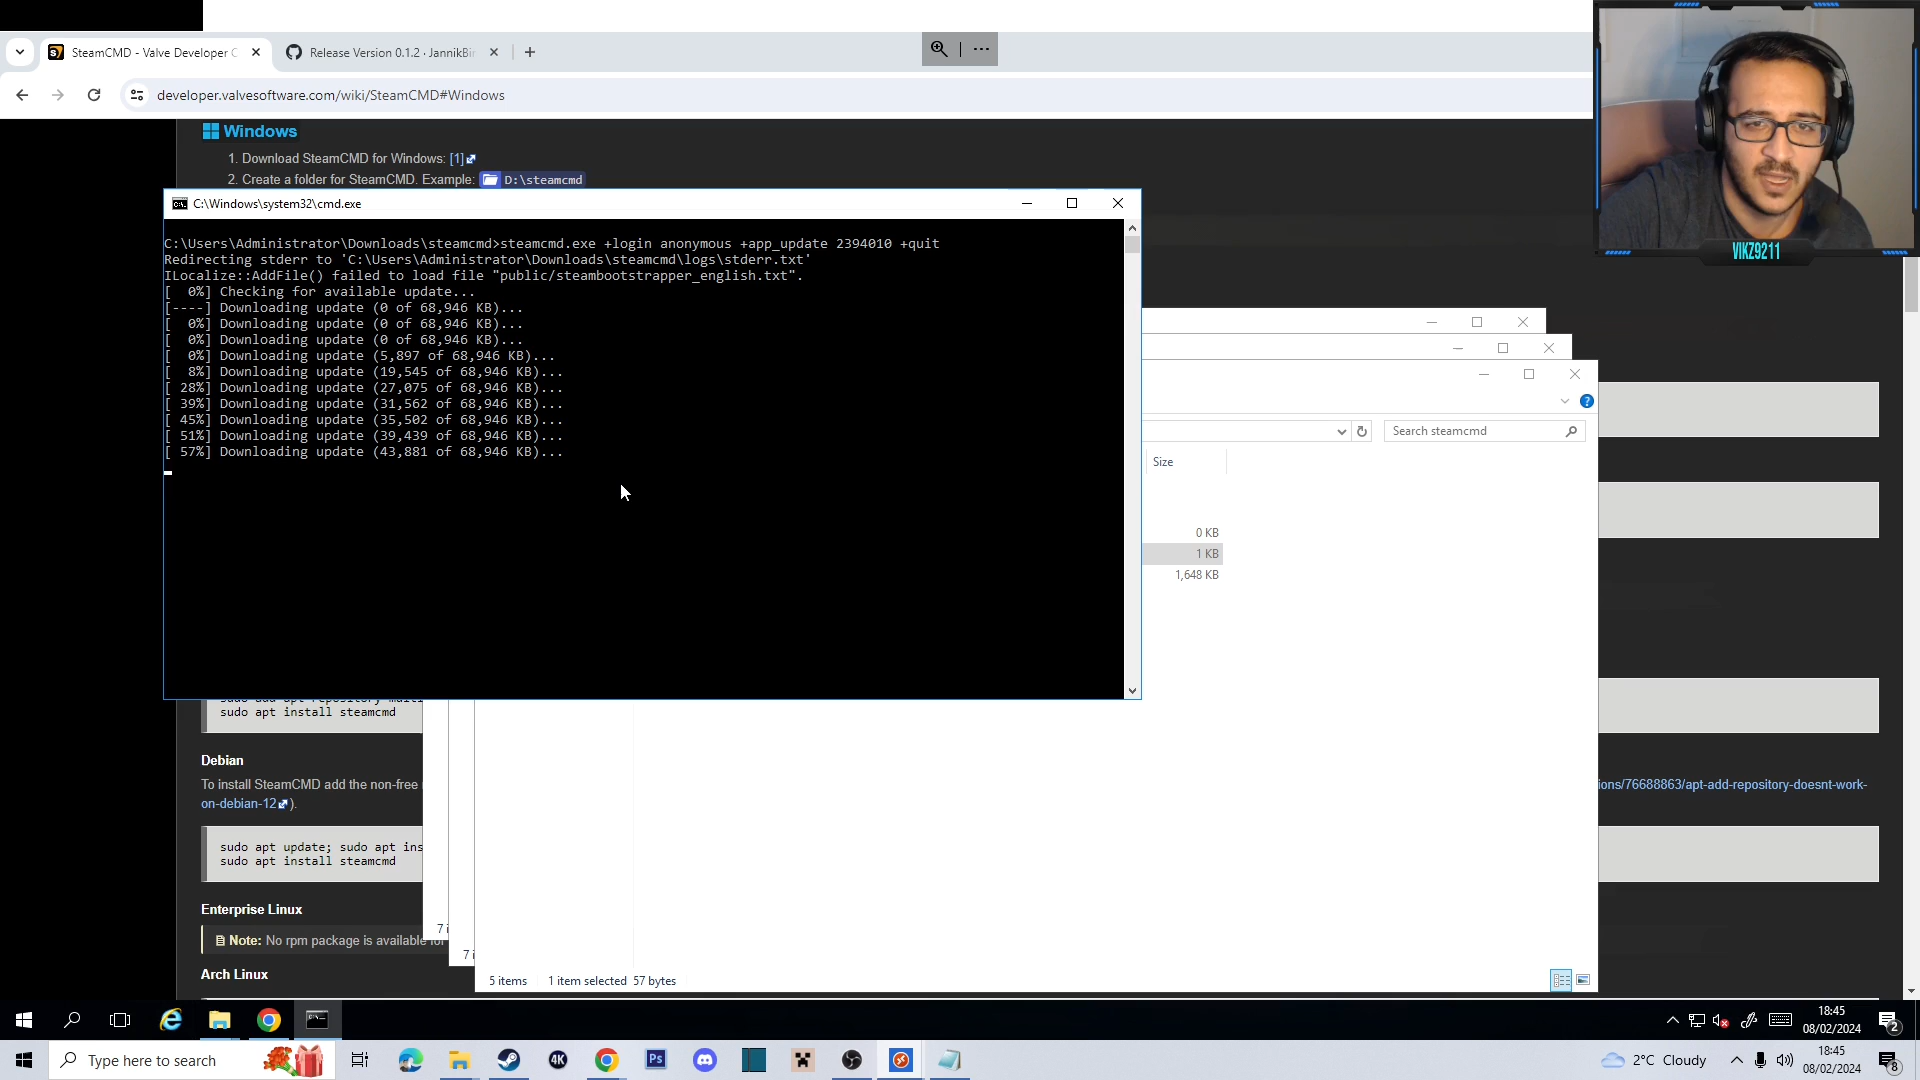 SteamCMD - Valve Developer C
Release Version 0.1.2 · JannikBir
developer.valvesoftware.com/wiki/SteamCMD#Windows
VIKZ9211
Windows
1. Download SteamCMD for Windows: [1]
2. Create a folder for SteamCMD. Example: D:\steamcmd
C:\Windows\system32\cmd.exe
C:\Users\Administrator\Downloads\steamcmd>steamcmd.exe +login anonymous +app_update 2394010 +quit
Redirecting stderr to 'C:\Users\Administrator\Downloads\steamcmd\logs\stderr.txt'
ILocalize::AddFile() failed to load file "public/steambootstrapper_english.txt".
[  0%] Checking for available update...
[----] Downloading update (0 of 68,946 KB)...
[  0%] Downloading update (0 of 68,946 KB)...
[  0%] Downloading update (0 of 68,946 KB)...
[  0%] Downloading update (5,897 of 68,946 KB)...
[  8%] Downloading update (19,545 of 68,946 KB)...
[ 28%] Downloading update (27,075 of 68,946 KB)...
[ 39%] Downloading update (31,562 of 68,946 KB)...
[ 45%] Downloading update (35,502 of 68,946 KB)...
[ 51%] Downloading update (39,439 of 68,946 KB)...
[ 57%] Downloading update (43,881 of 68,946 KB)...
Search steamcmd
Size
0 KB
1 KB
1,648 KB
sudo apt install steamcmd
Debian
To install SteamCMD add the non-free
ions/76688863/apt-add-repository-doesnt-work-
on-debian-12).
sudo apt update; sudo apt ins
sudo apt install steamcmd
Enterprise Linux
Note: No rpm package is available for
Arch Linux
7 i
7 i
5 items 1 item selected 57 bytes
18:45
08/02/2024
2
Type here to search
4K
Ps
2°C Cloudy
18:45
08/02/2024
8